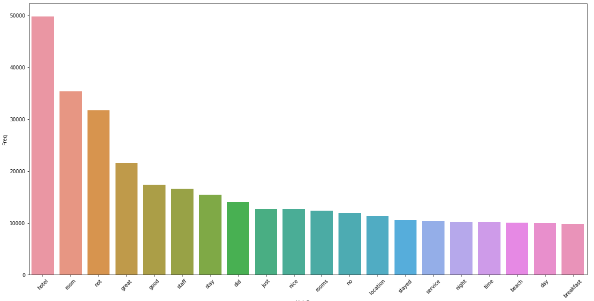 50000
40000
30000
20000
10000
0
Freq
hotel
room
not
great
good
staff
stay
did
just
nice
rooms
no
location
stayed
service
night
time
beach
day
breakfast